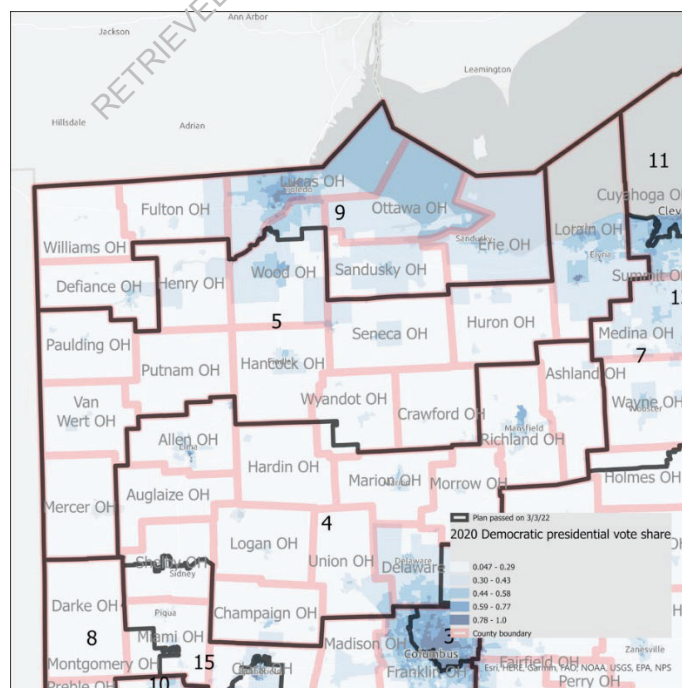 Ann Arbor
Jackson
RETRIEVE
Leamington
Hillsdale
Adrian
11
Cuyahoga O
Clev
Lucas OH
Toledo
Fulton OH
9
Ottawa OH
Lorain OH
Williams OH
Sandusky
Erie, OH
Elyria
Defiance OH
Henry OH
Wood OH
Sandusky OH
Summit O
5
Huron OH
Medina OH
Paulding OH
Seneca OH
7
Putnam OH
Hancock OH
Findlay
Ashland OH
Van
Wert OH
Wyandot OH
Wayne OH
Wooster
Crawford OH
Mansfield
Richland OH
Allen OH
Lima
Hardin OH
Marion OH
Holmes OH
Mercer OH
Auglaize OH
Morrow OH
4
Plan passed on 3/3/22
2020 Democratic presidential vote share
Logan OH
Union OH
Delaware
Delaware
Shelby OH
Sidney
0.047 - 0.29
0.30 - 0.43
0.44 - 0.58
0.59 - 0.77
0.78 - 1.0
County boundary
Darke OH
Piqua
Champaign OH
8
Miami OH
Madison OH
3
Columbus
Zanesville
Montgomery OH
15
Franklin OH
Fairfield OH
Esri, HERE, Garmin, FAO, NOAA, USGS, EPA, NPS
Preble OH
10
Perry OH